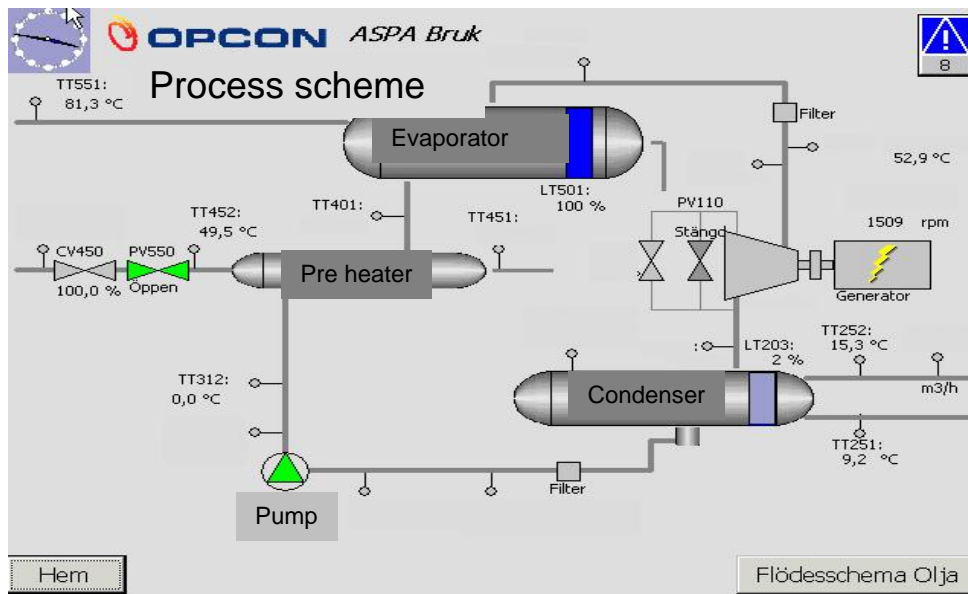 OPCON ASPA Bruk
8
Process scheme
TT551:
81,3 °C
Filter
Evaporator
52,9 °C
LT501:
100 %
TT401:
TT451:
PV110
TT452:
49,5 °C
1509 rpm
Stängd
CV450 PV550
Pre heater
100,0 % Öppen
Generator
TT252:
15,3 °C
LT203:
2 %
TT312:
0,0 °C
m3/h
Condenser
TT251:
9,2 °C
Filter
Pump
Hem
Flödesschema Olja